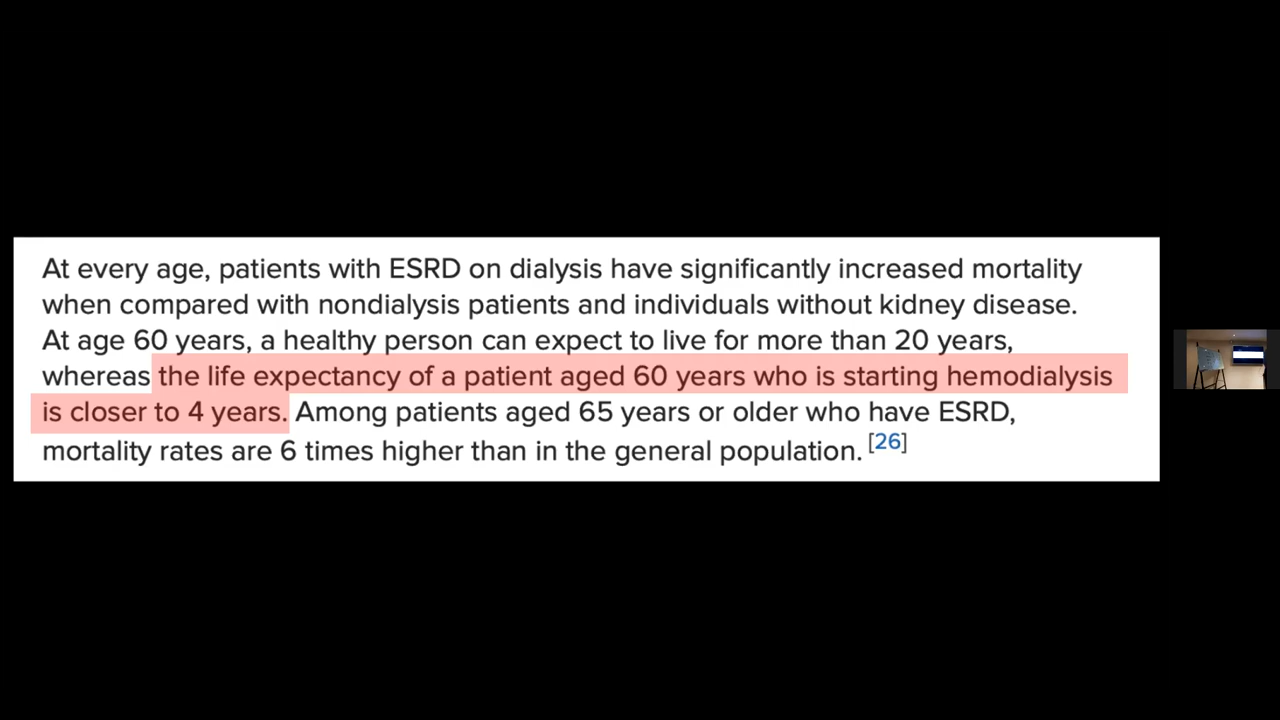 At every age, patients with ESRD on dialysis have significantly increased mortality
when compared with nondialysis patients and individuals without kidney disease.
At age 60 years, a healthy person can expect to live for more than 20 years,
whereas the life expectancy of a patient aged 60 years who is starting hemodialysis
is closer to 4 years. Among patients aged 65 years or older who have ESRD,
mortality rates are 6 times higher than in the general population. [26]